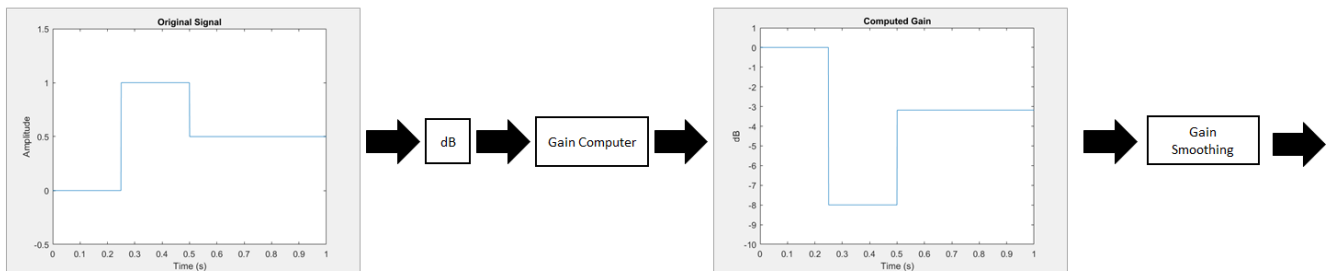 Original Signal
1.5
1
0.5
0
-0.5
Amplitude
0 0.1 0.2 0.3 0.4 0.5 0.6 0.7 0.8 0.9 1
Time (s)
dB
Gain Computer
Computed Gain
1
0
-1
-2
-3
-4
-5
-6
-7
-8
-9
-10
dB
0 0.1 0.2 0.3 0.4 0.5 0.6 0.7 0.8 0.9 1
Time (s)
Gain
Smoothing